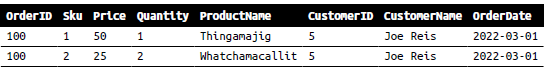 OrderID Sku Price Quantity ProductName CustomerID CustomerName OrderDate
100 1 50 1 Thingamajig 5 Joe Reis 2022-03-01
100 2 25 2 Whatchamacallit 5 Joe Reis 2022-03-01